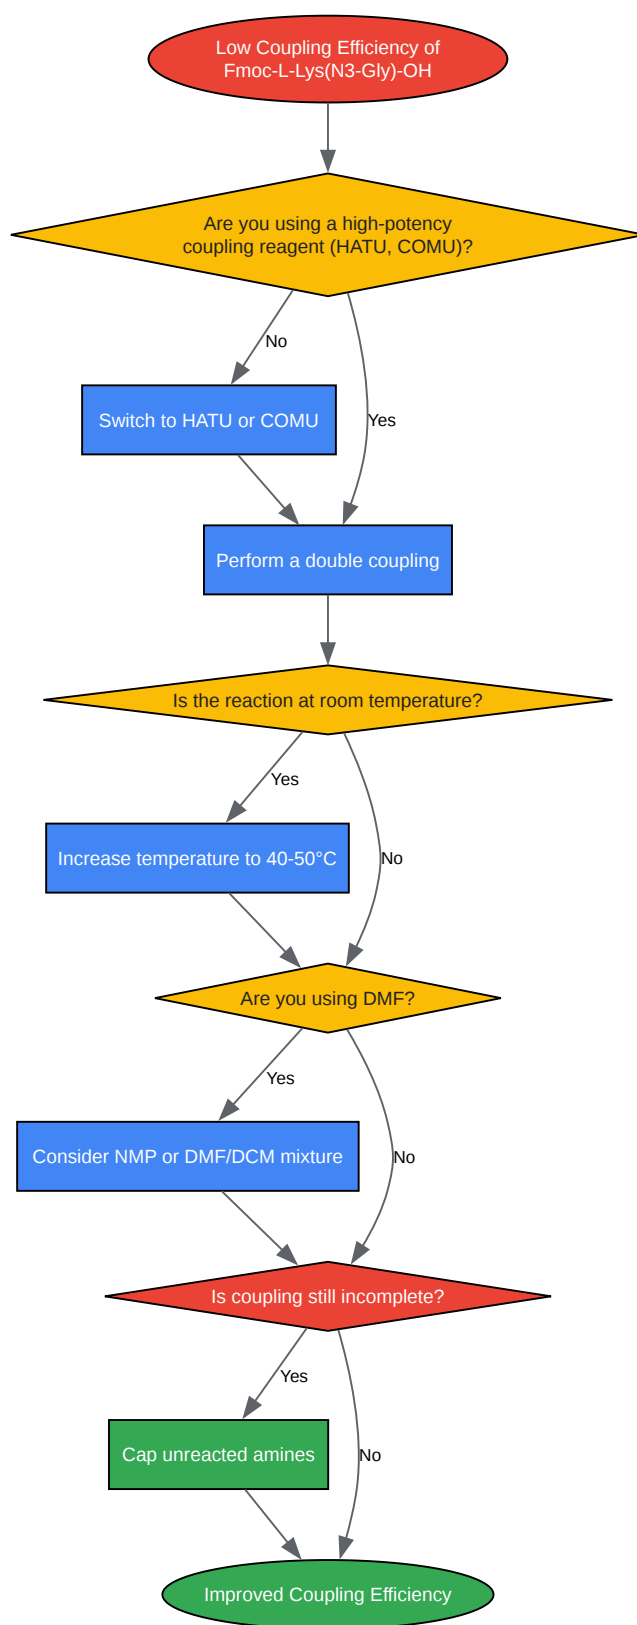 Low Coupling Efficiency of
Fmoc-L-Lys(N3-Gly)-OH
Are you using a high-potency
coupling reagent (HATU, COMU)?
No
Switch to HATU or COMU
Yes
Perform a double coupling
Is the reaction at room temperature?
Yes
Increase temperature to 40-50°C
No
Are you using DMF?
Yes
Consider NMP or DMF/DCM mixture
No
Is coupling still incomplete?
Yes
Cap unreacted amines
No
Improved Coupling Efficiency